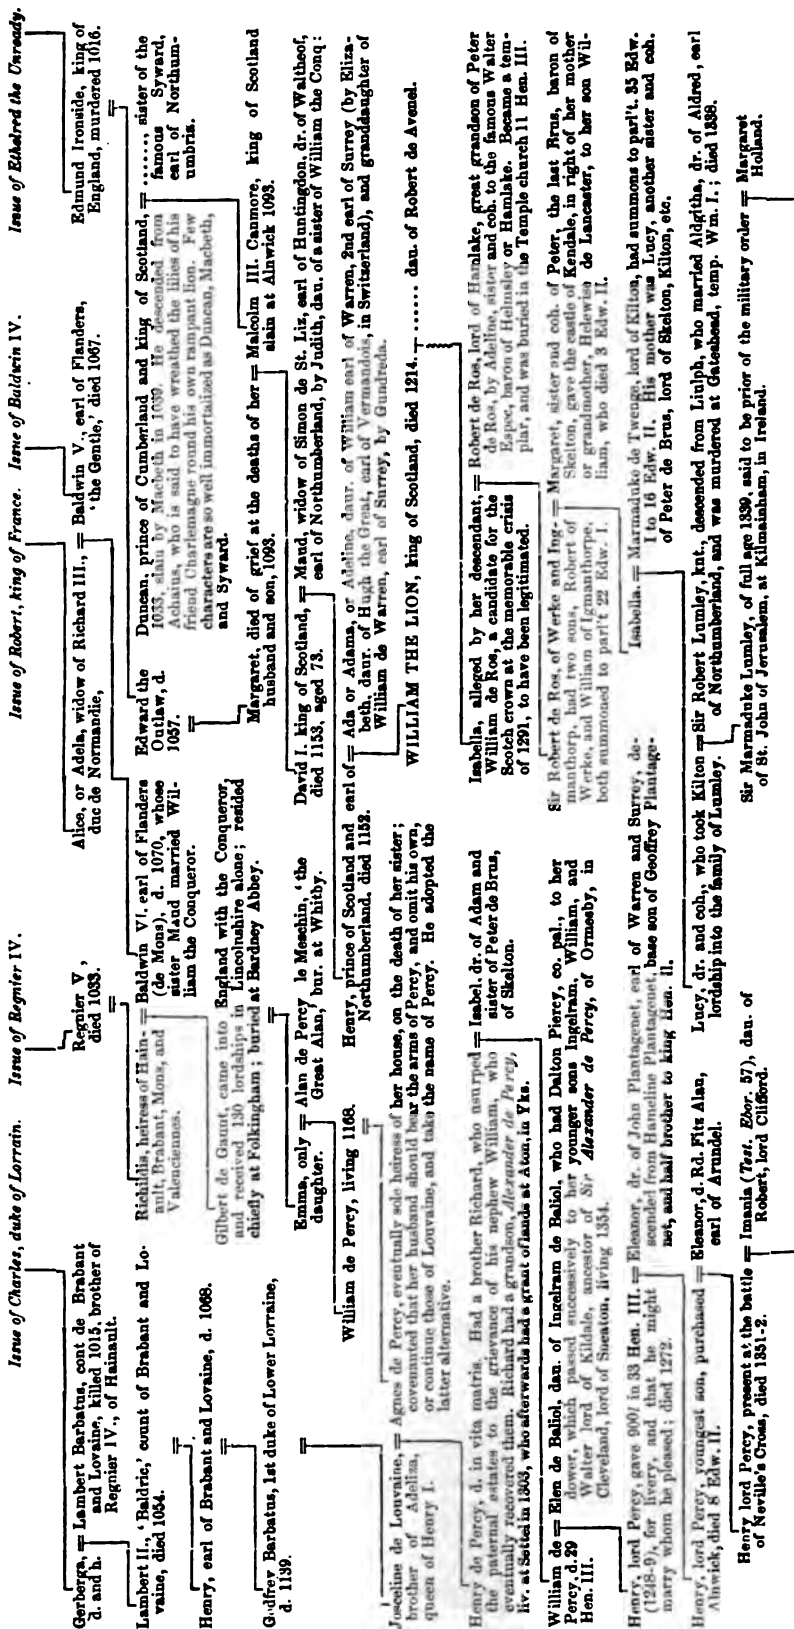 Issue of Charles, duke of Lorrain.
Issue of Regnier IV.
Issue of Robert, king of France.
Issue of Baldwin IV.
Issue of Ethelred the Unready.
Gerberga,
d. and h.
Lambert Barbatus, cont de Brabant
and Lovaine, killed 1015, brother of
Regnier IV., of Hainault.
Regnier V.,
died 1033.
Alice, or Adela, widow of Richard III.,
duc de Normandie,
Baldwin V., earl of Flanders,
'the Gentle,' died 1067.
Edmund Ironside, king of
England, murdered 1016.
Lambert II., 'Baldric,' count of Brabant and Lo-
vaine, died 1054.
Richildis, heiress of Hain-
ault, Brabant, Mons, and
Valenciennes.
Baldwin VI. earl of Flanders
(de Mons), d. 1070, whose
sister Maud married Wil-
liam the Conqueror.
Edward the
Outlaw, d.
1057.
Duncan, prince of Cumberland and king of Scotland,
1033, slain by Macbeth in 1039. He descended from
Achaius, who is said to have wreathed the lilies of his
friend Charlemagne round his own rampant lion. Few
characters are so well immortalized as Duncan, Macbeth,
and Syward.
......, sister of the
famous Syward,
earl of Northum-
umbria.
Henry, earl of Brabant and Lovaine, d. 1068.
Gilbert de Gaunt, came into England with the Conqueror,
and received 130 lordships in Lincolnshire alone; resided
chiefly at Folkingham; buried at Bardney Abbey.
Margaret, died of grief at the deaths of her
husband and son, 1093.
Malcolm III. Canmore, king of Scotland
slain at Alnwick 1093.
Godfrey Barbatus, 1st duke of Lower Lorraine,
d. 1139.
Emma, only
daughter.
Alan de Percy le Meschin, 'the
Great Alan,' bur. at Whitby.
David I. king of Scotland,
died 1153, aged 73.
Maud, widow of Simon de St. Liz, earl of Huntingdon, dr. of Waltheof,
earl of Northumberland, by Judith, dau. of a sister of William the Conq:
William de Percy, living 1168.
Henry, prince of Scotland and earl of
Northumberland. died 1152.
Ada or Adama, or Adeline, daur. of William earl of Warren, 2nd earl of Surrey (by Eliza-
beth, daur. of Hugh the Great, earl of Vermandois, in Switzerland), and granddaughter of
William de Warren, earl of Surrey, by Gundreda.
WILLIAM THE LION, king of Scotland, died 1214.
...... dau. of Robert de Avenel.
Josceline de Louvaine,
brother of Adeliza,
queen of Henry I.
Agnes de Percy, eventually sole heiress of her house, on the death of her sister;
covenanted that her husband should bear the arms of Percy, and omit his own,
or continue those of Louvaine, and take the name of Percy. He adopted the
latter alternative.
Isabella, alleged by her descendant,
William de Ros, a candidate for the
Scotch crown at the memorable crisis
of 1291, to have been legitimated.
Robert de Ros, lord of Hamlake, great grandson of Peter
de Ros, by Adeline, sister and coh. to the famous Walter
Espec, baron of Helmsley or Hamlake. Became a tem-
plar, and was buried in the Temple church 11 Hen. III.
Henry de Percy, d. in vita matris. Had a brother Richard, who usurped
the paternal estates to the grievance of his nephew William, who
eventually recovered them. Richard had a grandson, Alexander de Percy,
liv. at Settel in 1303, who afterwards had a grant of lands at Aton, in Yks.
Isabel, dr. of Adam and
sister of Peter de Brus,
of Skelton.
Sir Robert de Ros, of Werke and Ing-
manthorp, had two sons, Robert of
Werke, and William of Igmanthorpe,
both summoned to parl't 22 Edw. I.
Margaret, sister and coh. of Peter, the last Brus, baron of
Skelton, gave the castle of Kendale, in right of her mother
or grandmother, Helewise de Lancaster, to her son Wil-
liam, who died 3 Edw. II.
William de
Percy, d. 29
Hen. III.
Elen de Baliol, dau. of Ingelram de Baliol, who had Dalton Piercy, co. pal., to her
dower, which passed successively to her younger sons Ingelram, William, and
Walter lord of Kildale, ancestor of Sir Alexander de Percy, of Ormesby, in
Cleveland, lord of Sneaton, living 1354.
Isabella.
Marmaduke de Twenge, lord of Kilton, had summons to parl't. 35 Edw.
I to 16 Edw. II. His mother was Lucy, another sister and coh.
of Peter de Brus, lord of Skelton, Kilton, etc.
Henry, lord Percy, gave 900l in 33 Hen. III.
(1248-9), for livery, and that he might
marry whom he pleased; died 1272.
Eleanor, dr. of John Plantagenet, earl of Warren and Surrey, de-
scended from Hameline Plantagenet, base son of Geoffrey Plantage-
net, and half brother to king Hen. II.
Henry, lord Percy, youngest son, purchased
Alnwick, died 8 Edw. II.
Eleanor, d. Rd. Fitz Alan,
earl of Arundel.
Lucy, dr. and coh., who took Kilton
lordship into the family of Lumley.
Sir Robert Lumley, knt., descended from Liulph, who married Aldgitha, dr. of Aldred, earl
of Northumberland, and was murdered at Gateshead, temp. Wm. I.; died 1338.
Henry lord Percy, present at the battle
of Neville's Cross, died 1351-2.
Imania (Test. Ebor. 57), dau. of
Robert, lord Clifford.
Sir Marmaduke Lumley, of full age 1339, said to be prior of the military order
of St. John of Jerusalem, at Kilmainham, in Ireland.
Margaret
Holland.